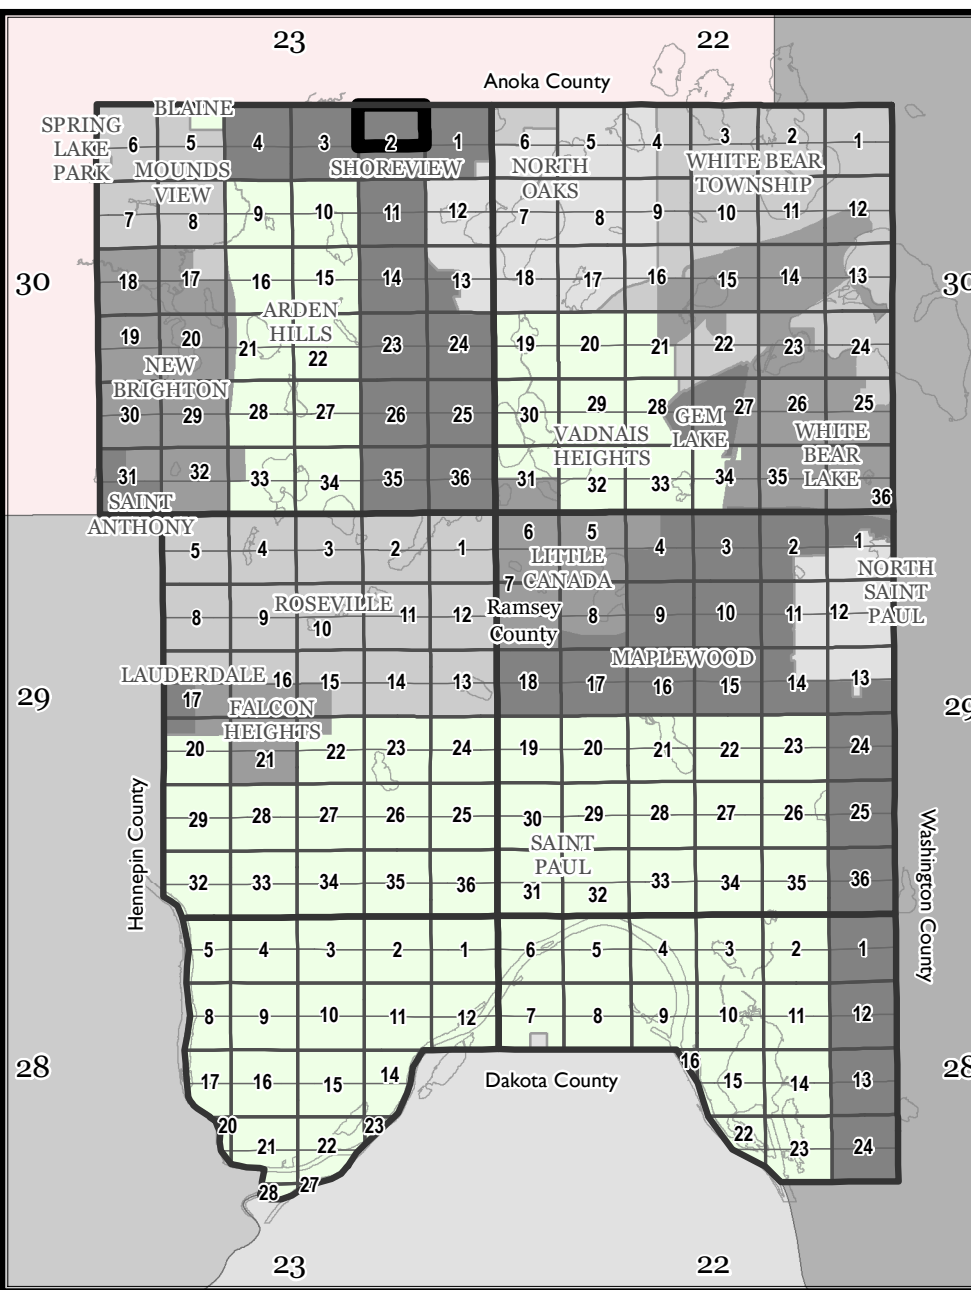 23 22
Anoka County
BLAINE
SPRING
LAKE
PARK
6 5 4 3 2 1 6 5 4 3 2 1
MOUNDS
VIEW
SHOREVIEW
NORTH
OAKS
WHITE BEAR
TOWNSHIP
7 8 9 10 11 12 7 8 9 10 11 12
30 18 17 16 15 14 13 18 17 16 15 14 13 30
ARDEN
HILLS
19 20 21 22 23 24 19 20 21 22 23 24
NEW
BRIGHTON
30 29 28 27 26 25 30 29 28 27 26 25
GEM
LAKE
VADNAIS
HEIGHTS
WHITE
BEAR
LAKE
31 32 33 34 35 36 31 32 33 34 35 36
SAINT
ANTHONY
5 4 3 2 1 6 5 4 3 2 1
LITTLE
CANADA
NORTH
SAINT
PAUL
8 9 10 11 12 7 8 9 10 11 12
ROSEVILLE
Ramsey
County
MAPLEWOOD
LAUDERDALE
29 17 16 15 14 13 18 17 16 15 14 13 29
FALCON
HEIGHTS
20 21 22 23 24 19 20 21 22 23 24
29 28 27 26 25 30 29 28 27 26 25
SAINT
PAUL
32 33 34 35 36 31 32 33 34 35 36
Hennepin County
Washington County
5 4 3 2 1 6 5 4 3 2 1
8 9 10 11 12 7 8 9 10 11 12
28 17 16 15 14 16 15 14 13 28
Dakota County
20 21 22 23 22 23 24
28 27
23 22